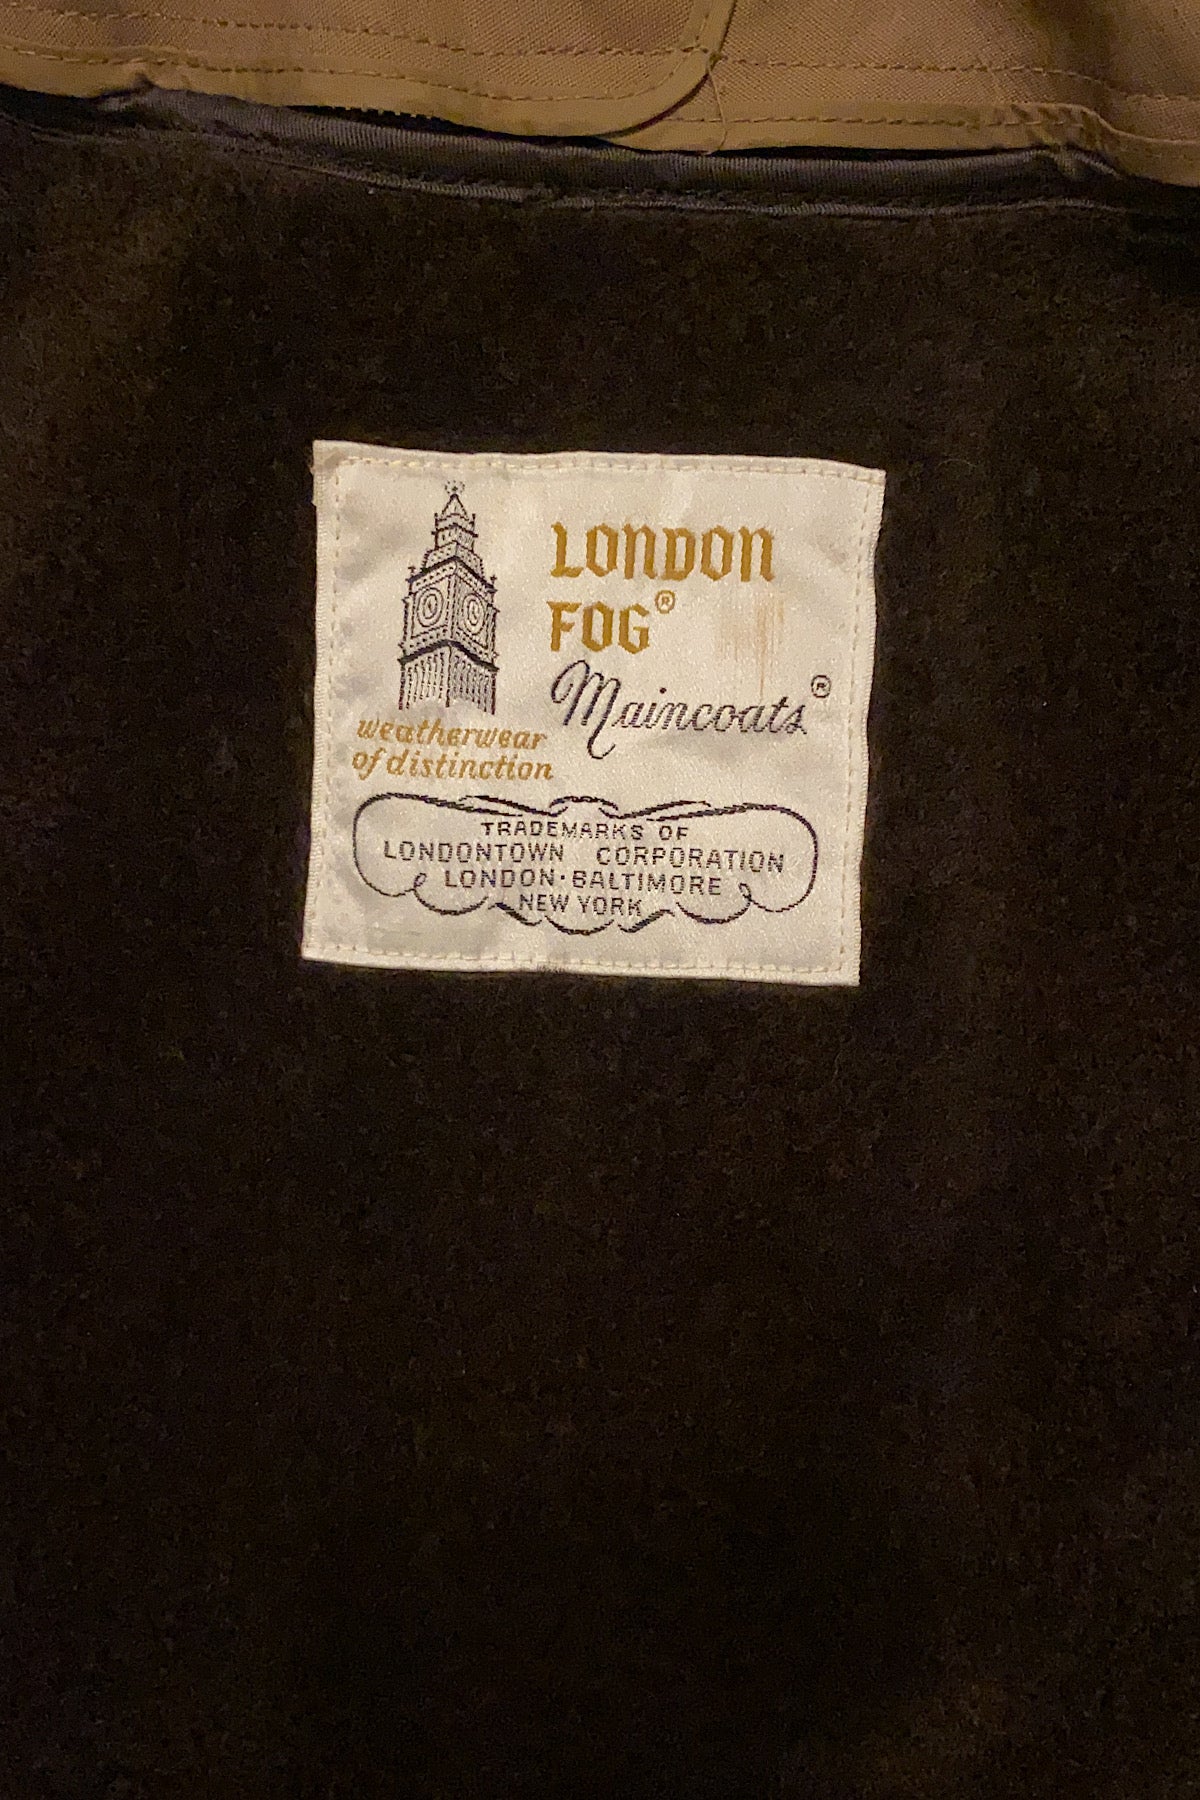 LONDON
FOG®
Maincoats®
weatherwear
of distinction
TRADEMARKS OF
LONDONTOWN CORPORATION
LONDON·BALTIMORE
NEW YORK